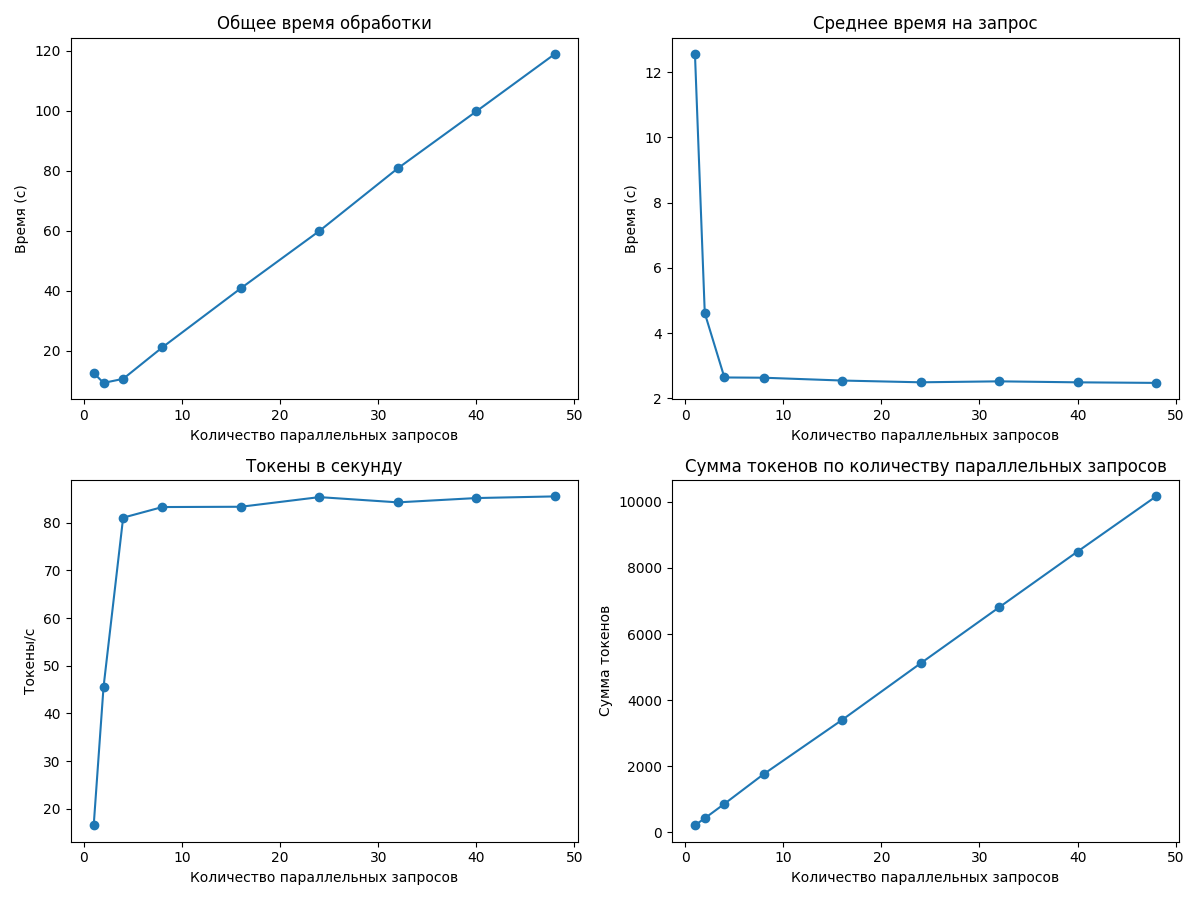 Общее время обработки
Время (с)
120
100
80
60
40
20
0 10 20 30 40 50
Количество параллельных запросов
Среднее время на запрос
Время (с)
12
10
8
6
4
2
0 10 20 30 40 50
Количество параллельных запросов
Токены в секунду
Токены/с
80
70
60
50
40
30
20
0 10 20 30 40 50
Количество параллельных запросов
Сумма токенов по количеству параллельных запросов
Сумма токенов
10000
8000
6000
4000
2000
0
0 10 20 30 40 50
Количество параллельных запросов